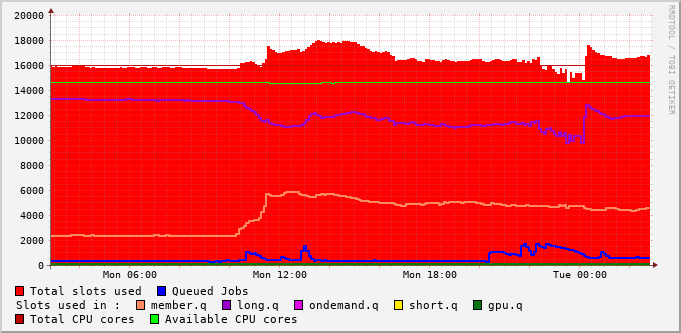 RRDTOOL / TOBI OETIKER
20000
18000
16000
14000
12000
10000
8000
6000
4000
2000
0
Mon 06:00 Mon 12:00 Mon 18:00 Tue 00:00
Total slots used Queued Jobs
Slots used in : member.q long.q ondemand.q short.q gpu.q
Total CPU cores Available CPU cores